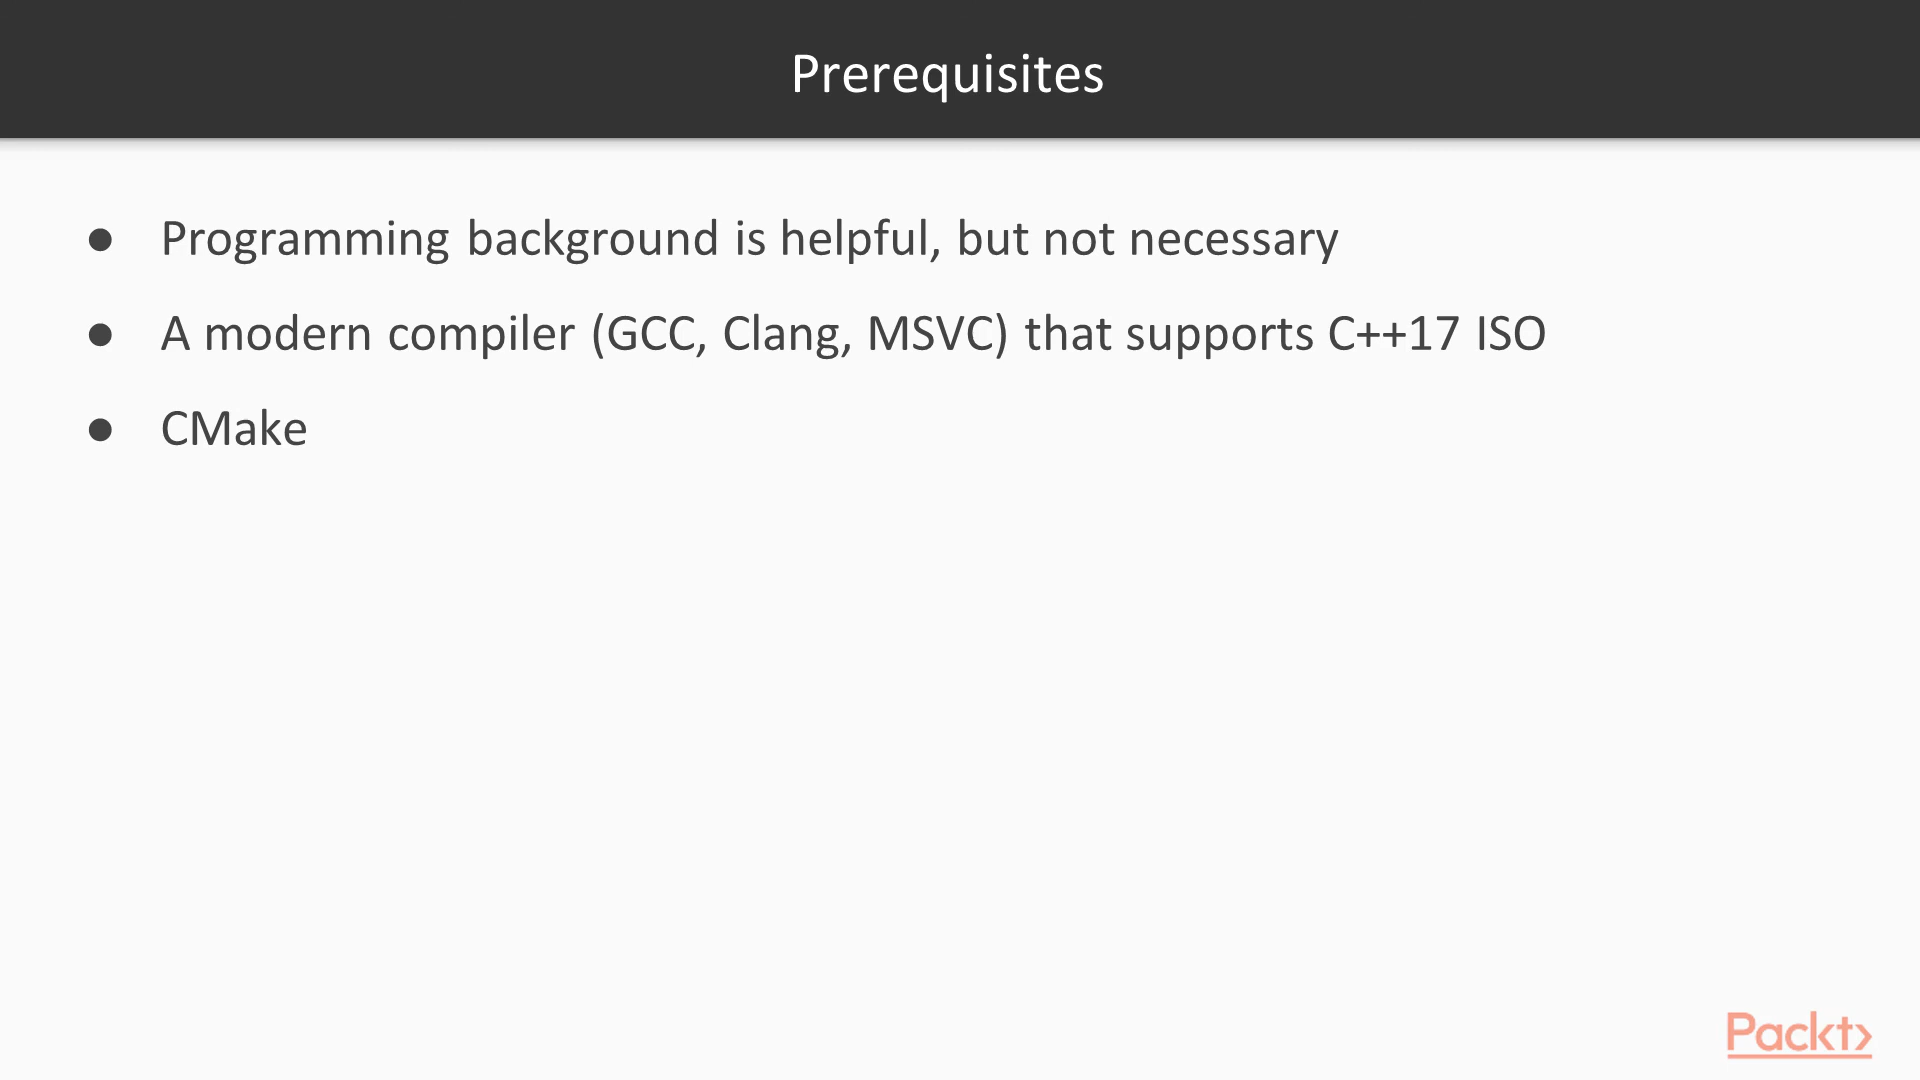 Prerequisites
● Programming background is helpful, but not necessary
● A modern compiler (GCC, Clang, MSVC) that supports C++17 ISO
● CMake
Packt>